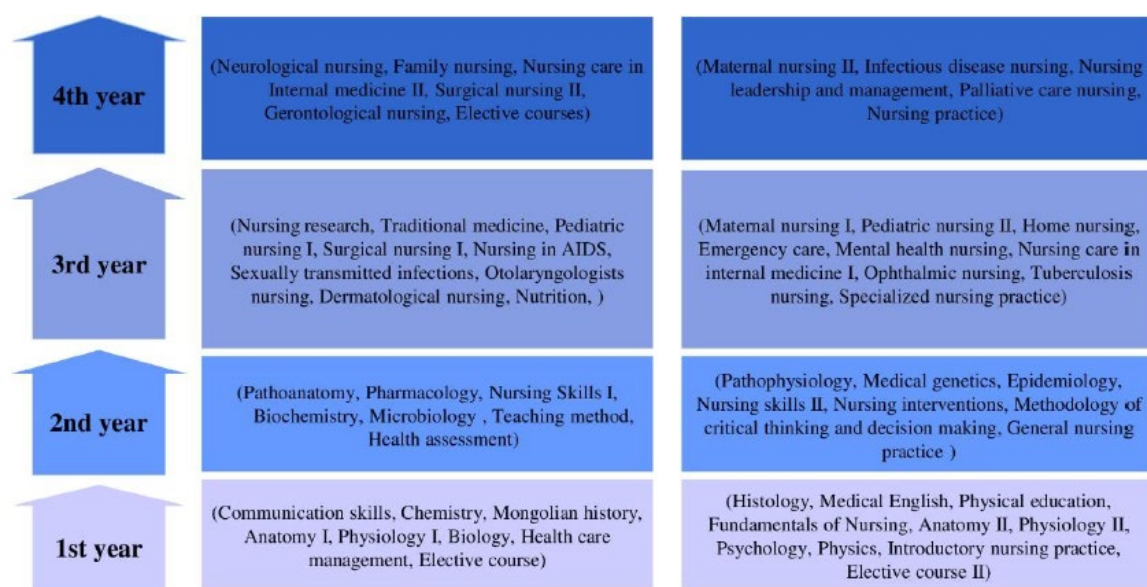 4th year
(Neurological nursing, Family nursing, Nursing care in
Internal medicine II, Surgical nursing II,
Gerontological nursing, Elective courses)
(Maternal nursing II, Infectious disease nursing, Nursing
leadership and management, Palliative care nursing,
Nursing practice)
3rd year
(Nursing research, Traditional medicine, Pediatric
nursing I, Surgical nursing I, Nursing in AIDS,
Sexually transmitted infections, Otolaryngologists
nursing, Dermatological nursing, Nutrition, )
(Maternal nursing I, Pediatric nursing II, Home nursing,
Emergency care, Mental health nursing, Nursing care in
internal medicine I, Ophthalmic nursing, Tuberculosis
nursing, Specialized nursing practice)
2nd year
(Pathoanatomy, Pharmacology, Nursing Skills I,
Biochemistry, Microbiology , Teaching method,
Health assessment)
(Pathophysiology, Medical genetics, Epidemiology,
Nursing skills II, Nursing interventions, Methodology of
critical thinking and decision making, General nursing
practice )
1st year
(Communication skills, Chemistry, Mongolian history,
Anatomy I, Physiology I, Biology, Health care
management, Elective course)
(Histology, Medical English, Physical education,
Fundamentals of Nursing, Anatomy II, Physiology II,
Psychology, Physics, Introductory nursing practice,
Elective course II)